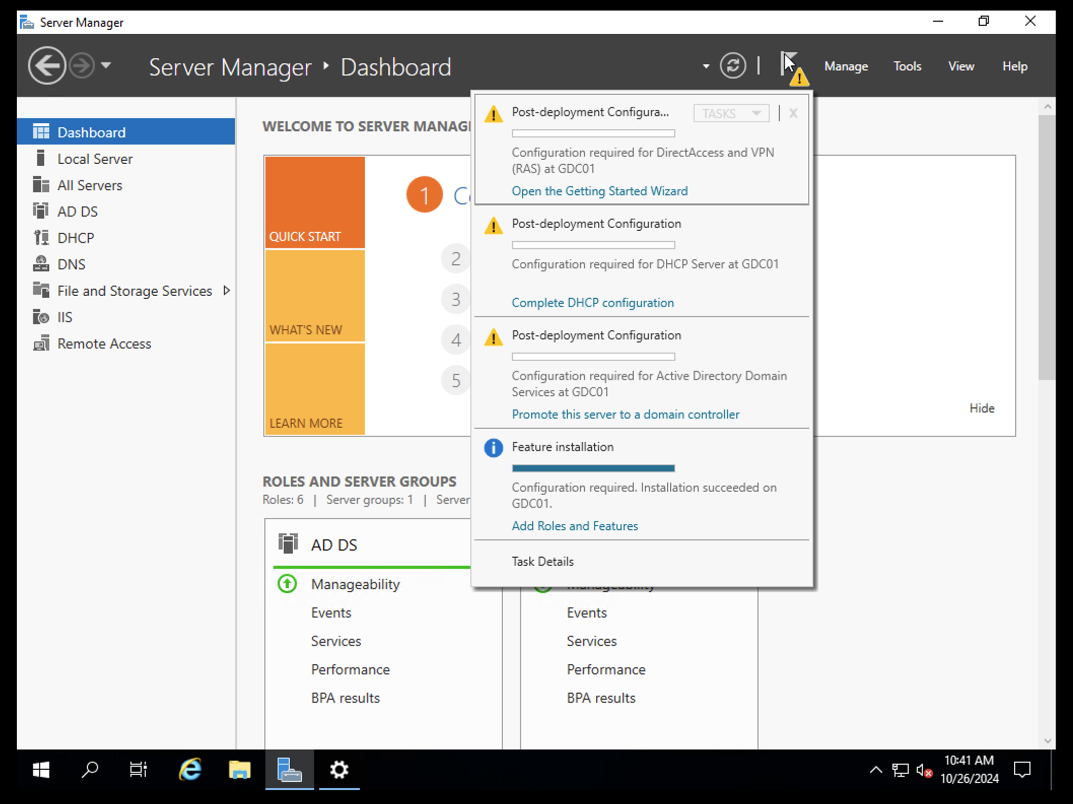 Server Manager
Server Manager ‣ Dashboard
Manage
Tools
View
Help
Dashboard
Local Server
All Servers
AD DS
DHCP
DNS
File and Storage Services
IIS
Remote Access
WELCOME TO SERVER MANAG
QUICK START
WHAT'S NEW
LEARN MORE
1
2
3
4
5
Hide
Post-deployment Configura...
TASKS
X
Configuration required for DirectAccess and VPN
(RAS) at GDC01
Open the Getting Started Wizard
Post-deployment Configuration
Configuration required for DHCP Server at GDC01
Complete DHCP configuration
Post-deployment Configuration
Configuration required for Active Directory Domain
Services at GDC01
Promote this server to a domain controller
Feature installation
Configuration required. Installation succeeded on
GDC01.
Add Roles and Features
Task Details
ROLES AND SERVER GROUPS
Roles: 6 | Server groups: 1 | Server
AD DS
Manageability
Events
Services
Performance
BPA results
Manageability
Events
Services
Performance
BPA results
10:41 AM
10/26/2024